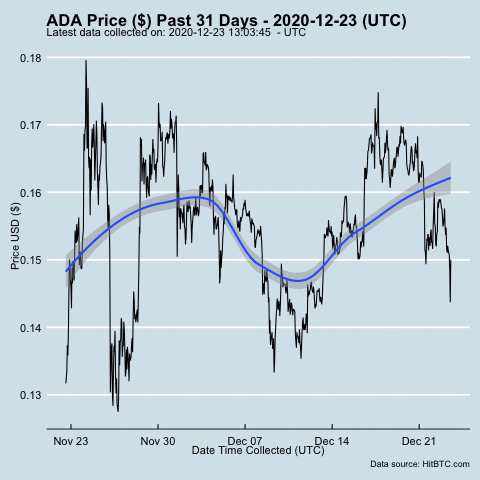 ADA Price ($) Past 31 Days - 2020-12-23 (UTC)
Latest data collected on: 2020-12-23 13:03:45 - UTC
0.18
0.17
0.16
0.15
0.14
0.13
Price USD ($)
Nov 23
Nov 30
Dec 07
Dec 14
Dec 21
Date Time Collected (UTC)
Data source: HitBTC.com